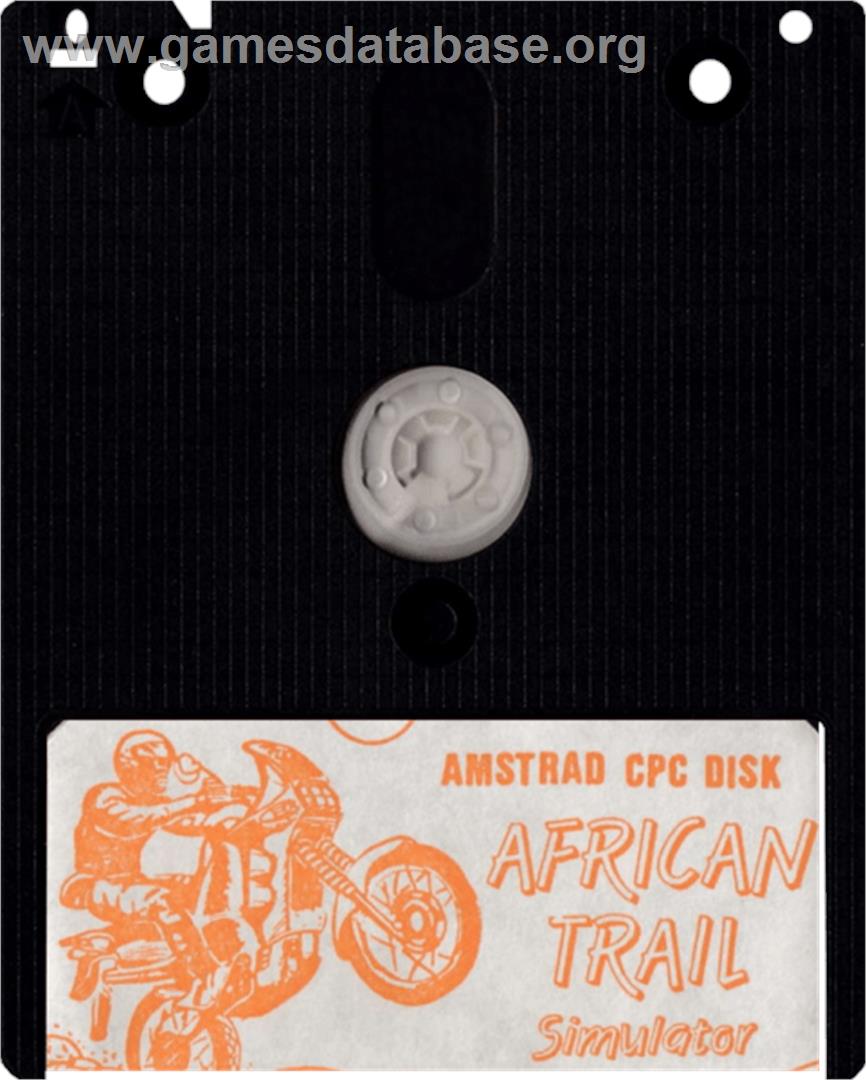 www.gamesdatabase.org
AMSTRAD CPC DISK
AFRICAN
TRAIL
Simulator